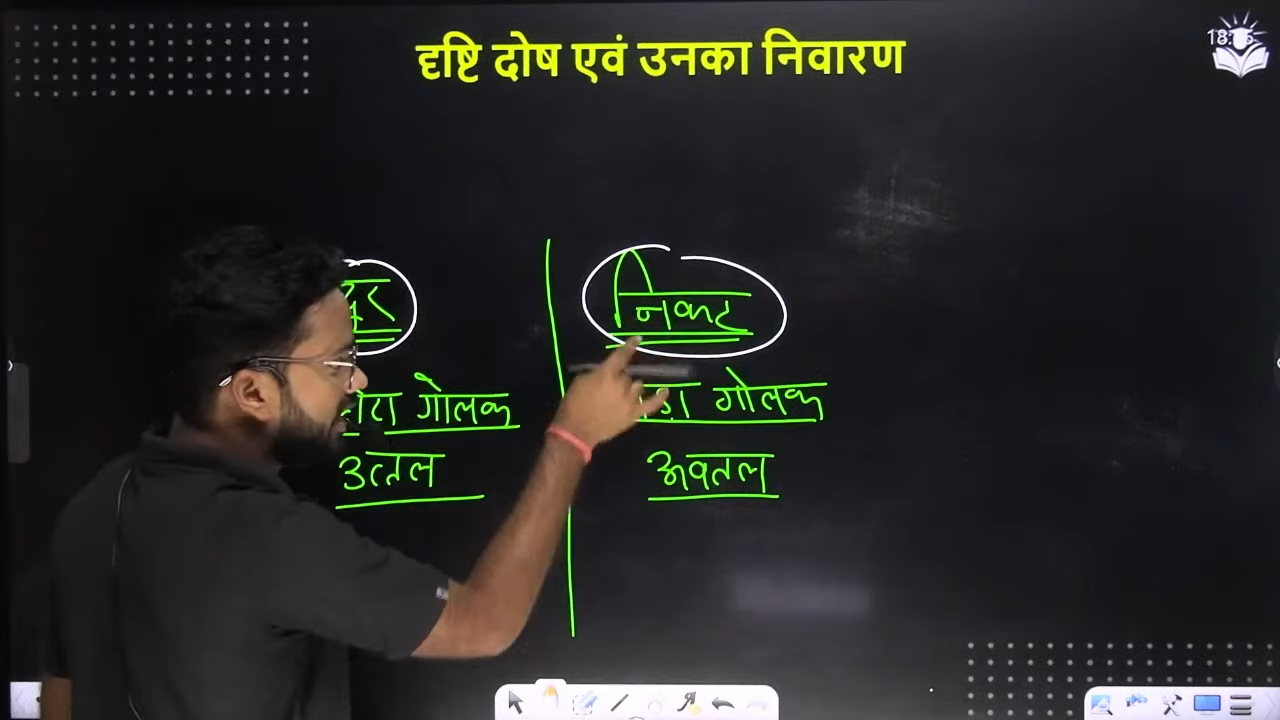 दृष्टि दोष एवं उनका निवारण
निकट
गोलक
गोलक
उत्तल
अवतल